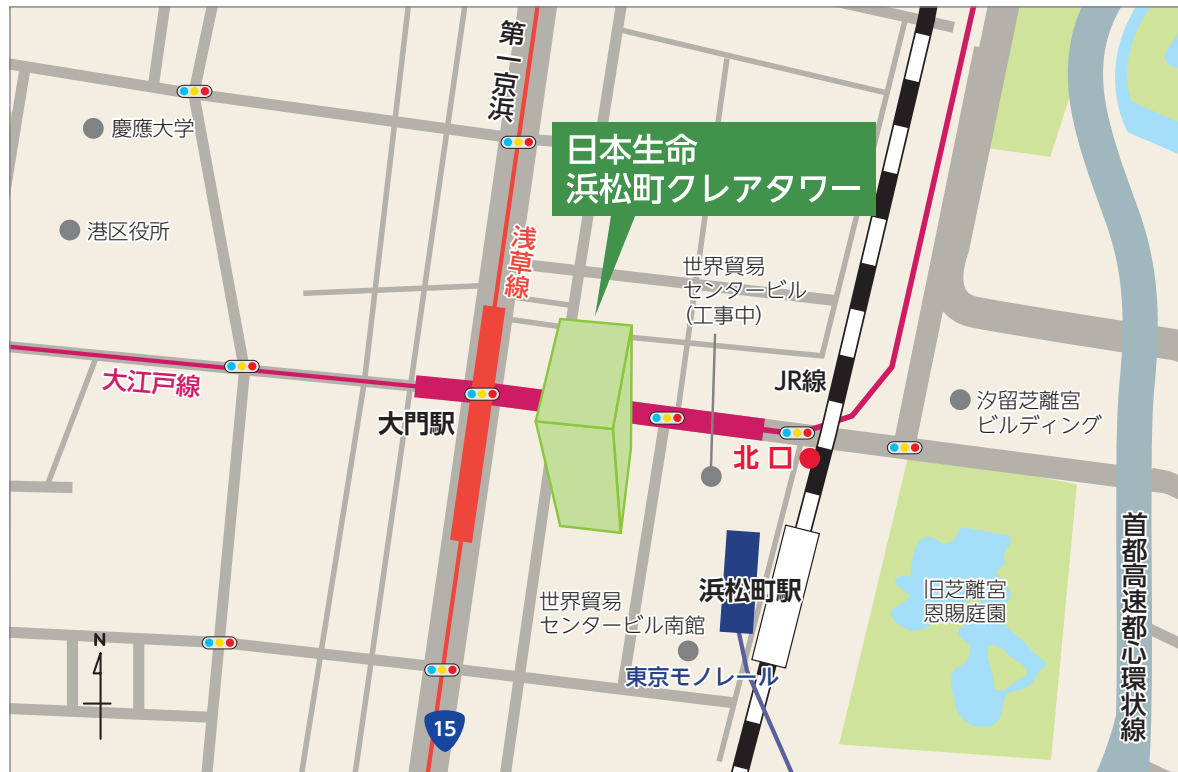 第一京浜
慶應大学
日本生命
浜松町クレアタワー
港区役所
浅草線
世界貿易
センタービル
(工事中)
大江戸線
JR線
大門駅
汐留芝離宮
ビルディング
北口
首都高速都心環状線
浜松町駅
旧芝離宮
恩賜庭園
世界貿易
センタービル南館
N
東京モノレール
15